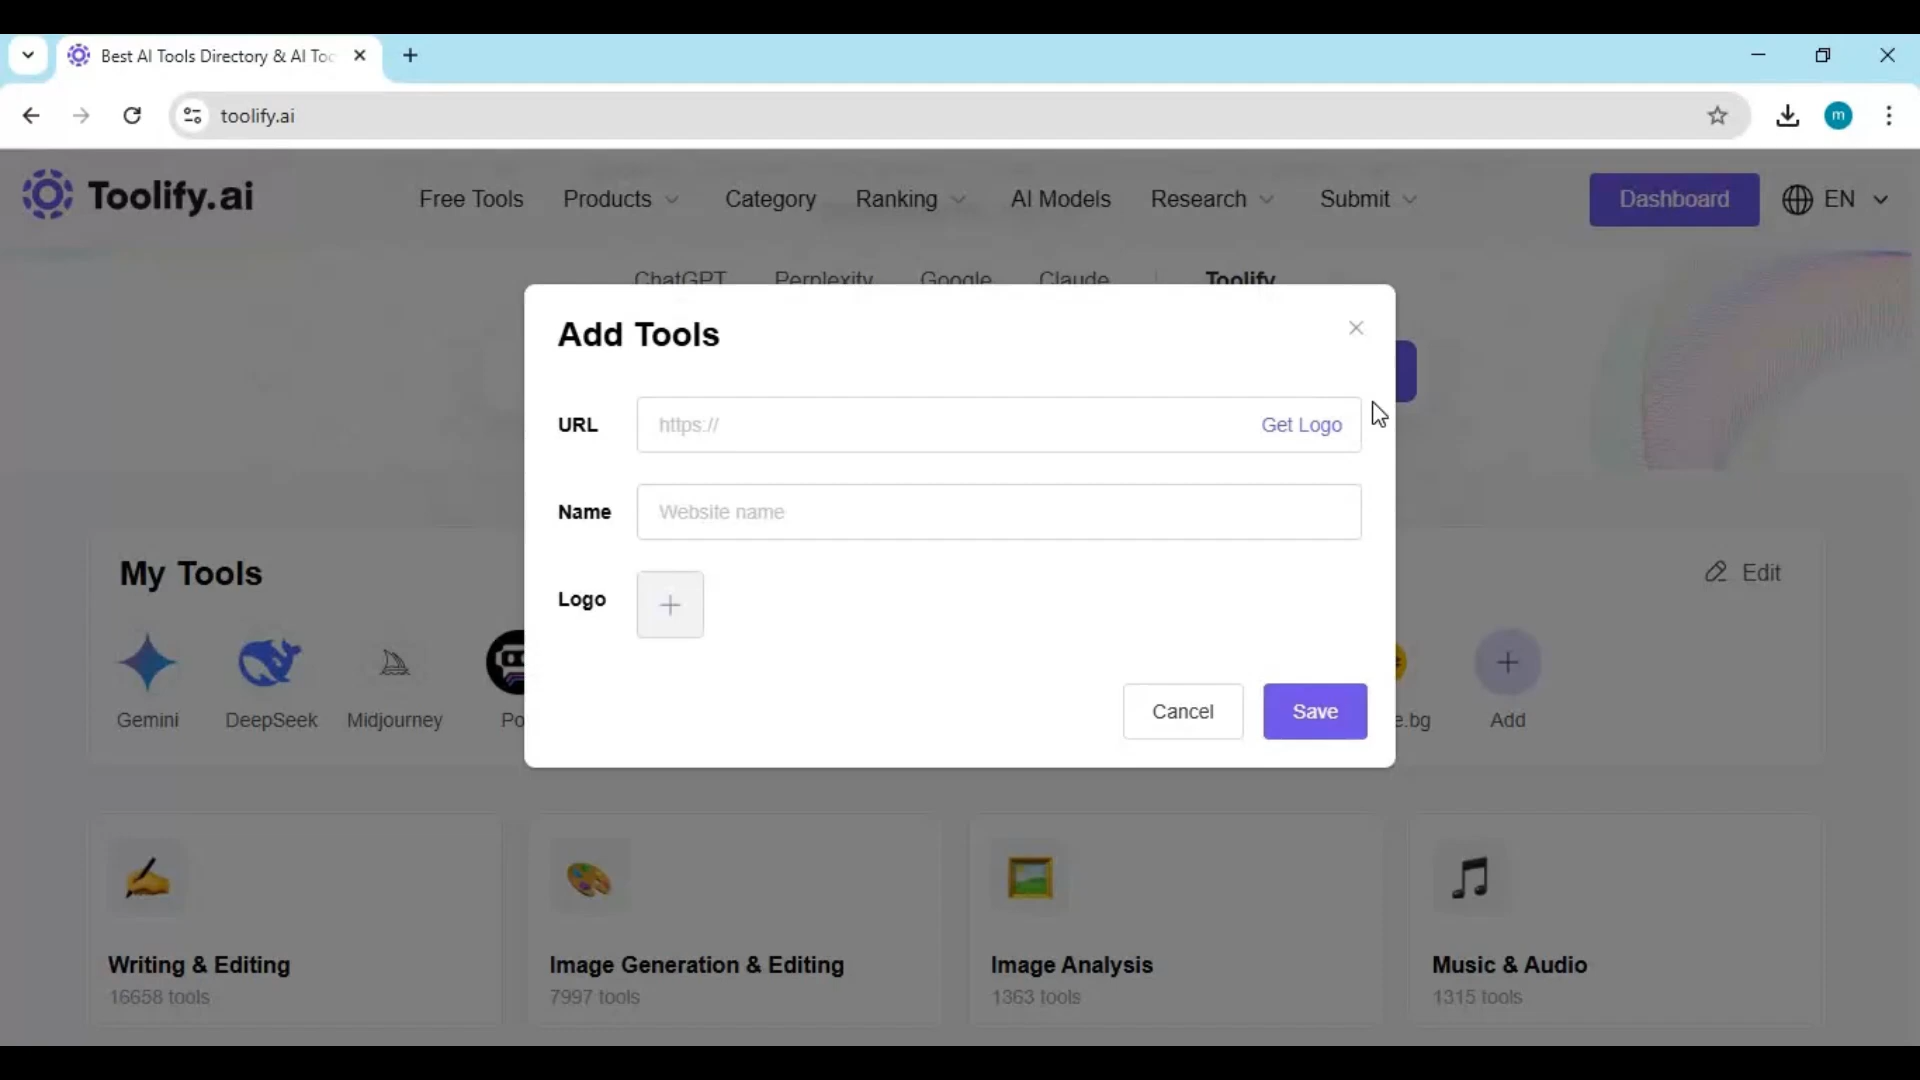 Best AI Tools Directory & AI Too
toolify.ai
m
Toolify.ai
Free Tools
Products
Category
Ranking
AI Models
Research
Submit
Dashboard
EN
ChatGPT
Perplexity
Google
Claude
Toolify
Add Tools
URL
https://
Get Logo
Name
Website name
Logo
Cancel
Save
My Tools
Edit
Gemini
DeepSeek
Midjourney
Po
e.bg
Add
Writing & Editing
16658 tools
Image Generation & Editing
7997 tools
Image Analysis
1363 tools
Music & Audio
1315 tools